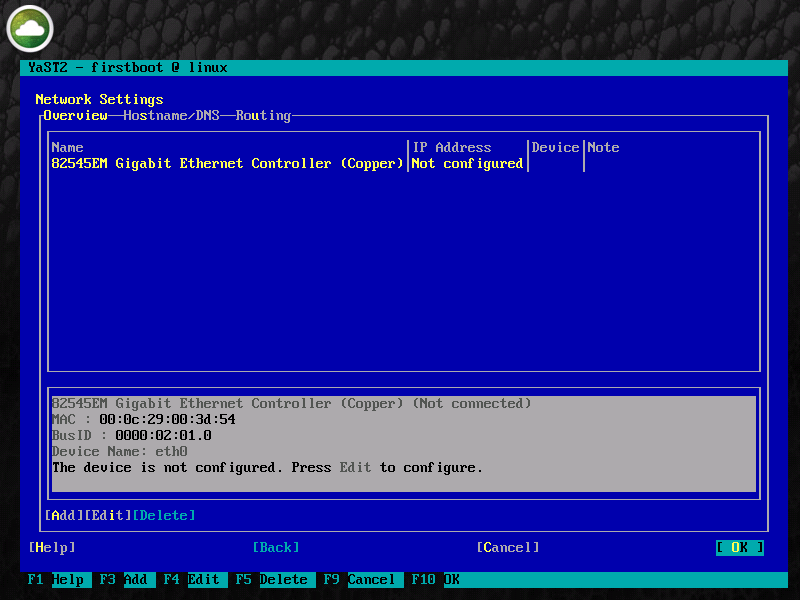 YaST2 - firstboot @ linux
Network Settings
Overview—Hostname/DNS—Routing
Name IP Address Device Note
82545EM Gigabit Ethernet Controller (Copper) Not configured
82545EM Gigabit Ethernet Controller (Copper) (Not connected)
MAC : 00:0c:29:00:3d:54
BusID : 0000:02:01.0
Device Name: eth0
The device is not configured. Press Edit to configure.
[Add][Edit][Delete]
[Help] [Back] [Cancel] [ OK ]
F1 Help F3 Add F4 Edit F5 Delete F9 Cancel F10 OK